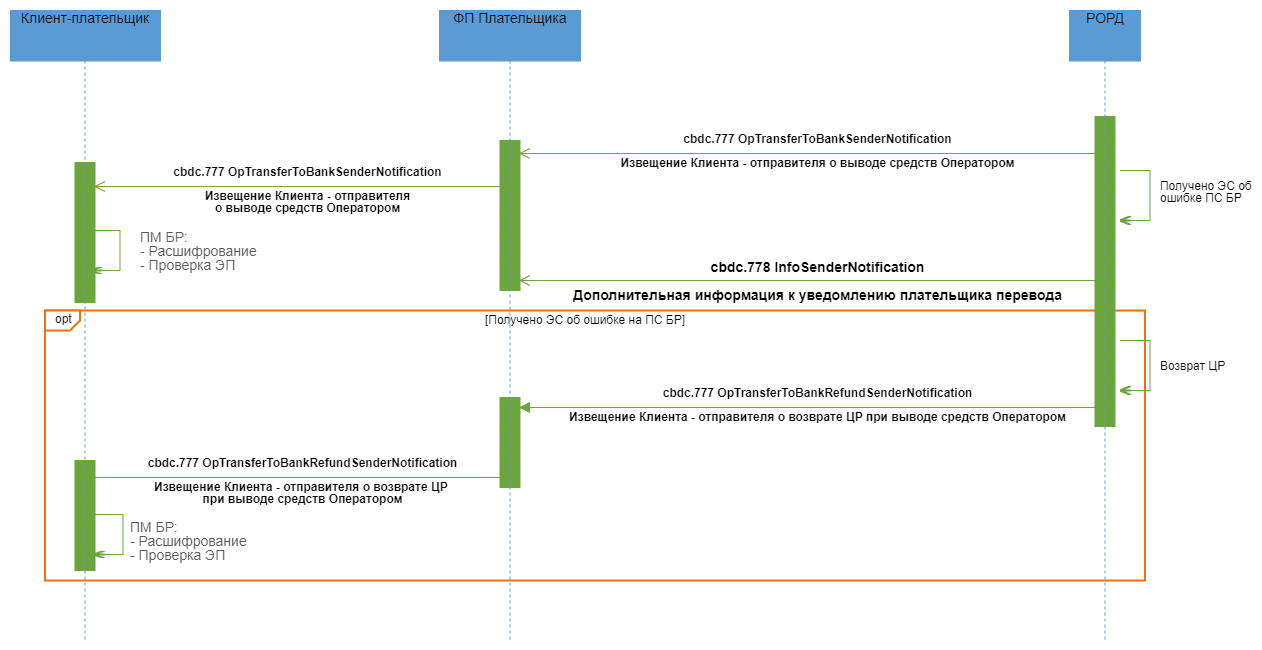 Клиент-плательщик
ФП Плательщика
РОРД
cbdc.777 OpTransferToBankSenderNotification
Извещение Клиента - отправителя о выводе средств Оператором
cbdc.777 OpTransferToBankSenderNotification
Извещение Клиента - отправителя
о выводе средств Оператором
Получено ЭС об
ошибке ПС БР
ПМ БР:
- Расшифрование
- Проверка ЭП
cbdc.778 InfoSenderNotification
Дополнительная информация к уведомлению плательщика перевода
opt
[Получено ЭС об ошибке на ПС БР]
Возврат ЦР
cbdc.777 OpTransferToBankRefundSenderNotification
Извещение Клиента - отправителя о возврате ЦР при выводе средств Оператором
cbdc.777 OpTransferToBankRefundSenderNotification
Извещение Клиента - отправителя о возврате ЦР
при выводе средств Оператором
ПМ БР:
- Расшифрование
- Проверка ЭП